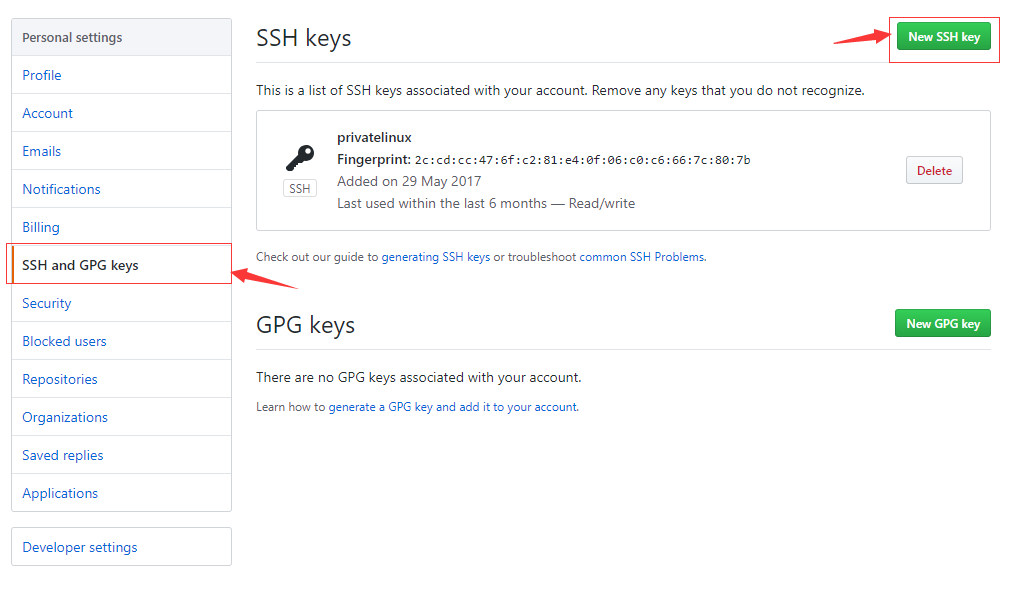 Personal settings
Profile
Account
Emails
Notifications
Billing
SSH and GPG keys
Security
Blocked users
Repositories
Organizations
Saved replies
Applications
Developer settings
SSH keys
New SSH key
This is a list of SSH keys associated with your account. Remove any keys that you do not recognize.
privatelinux
Fingerprint: 2c:cd:cc:47:6f:c2:81:e4:0f:06:c0:c6:66:7c:80:7b
Added on 29 May 2017
Last used within the last 6 months — Read/write
SSH
Delete
Check out our guide to generating SSH keys or troubleshoot common SSH Problems.
GPG keys
New GPG key
There are no GPG keys associated with your account.
Learn how to generate a GPG key and add it to your account.